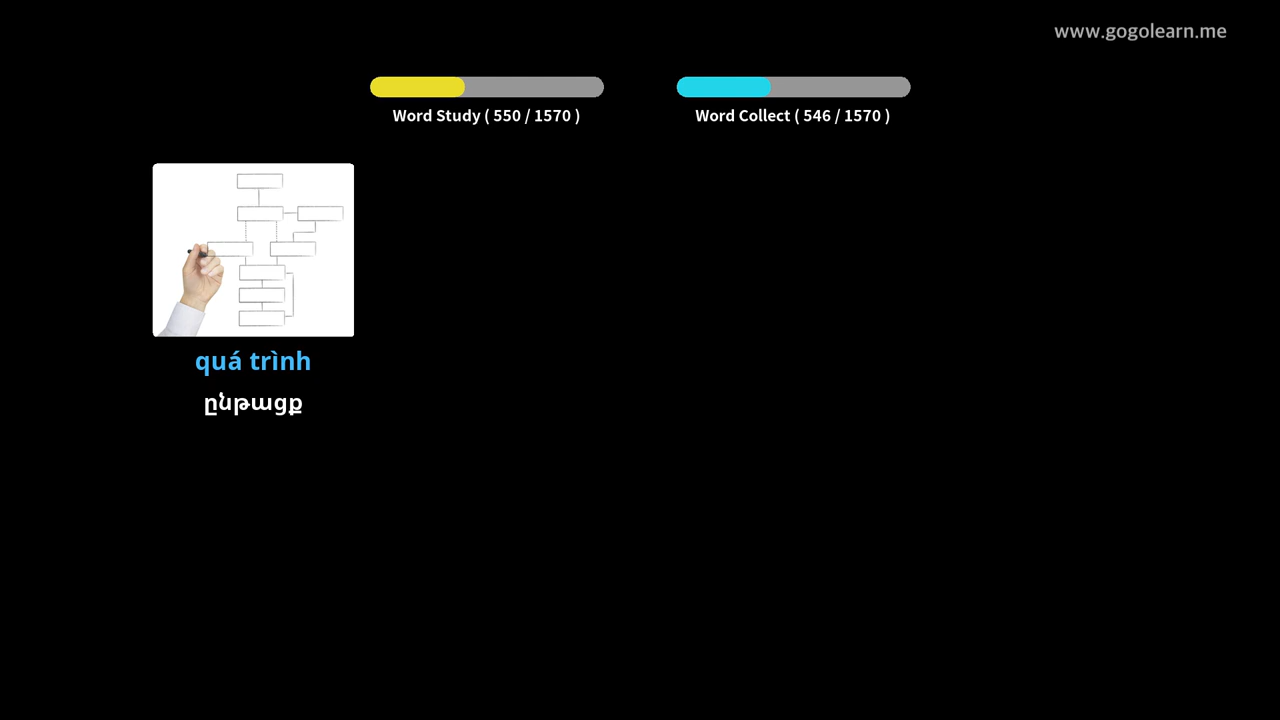 www.gogolearn.me
Word Study ( 550 / 1570 )
Word Collect ( 546 / 1570 )
quá trình
ընթացք